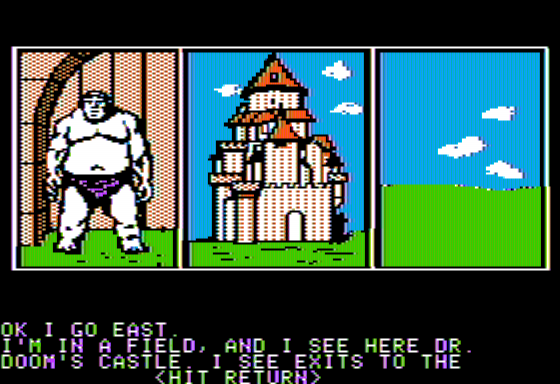 OK I GO EAST.
I'M IN A FIELD, AND I SEE HERE DR.
DOOM'S CASTLE. I SEE EXITS TO THE
<HIT RETURN>